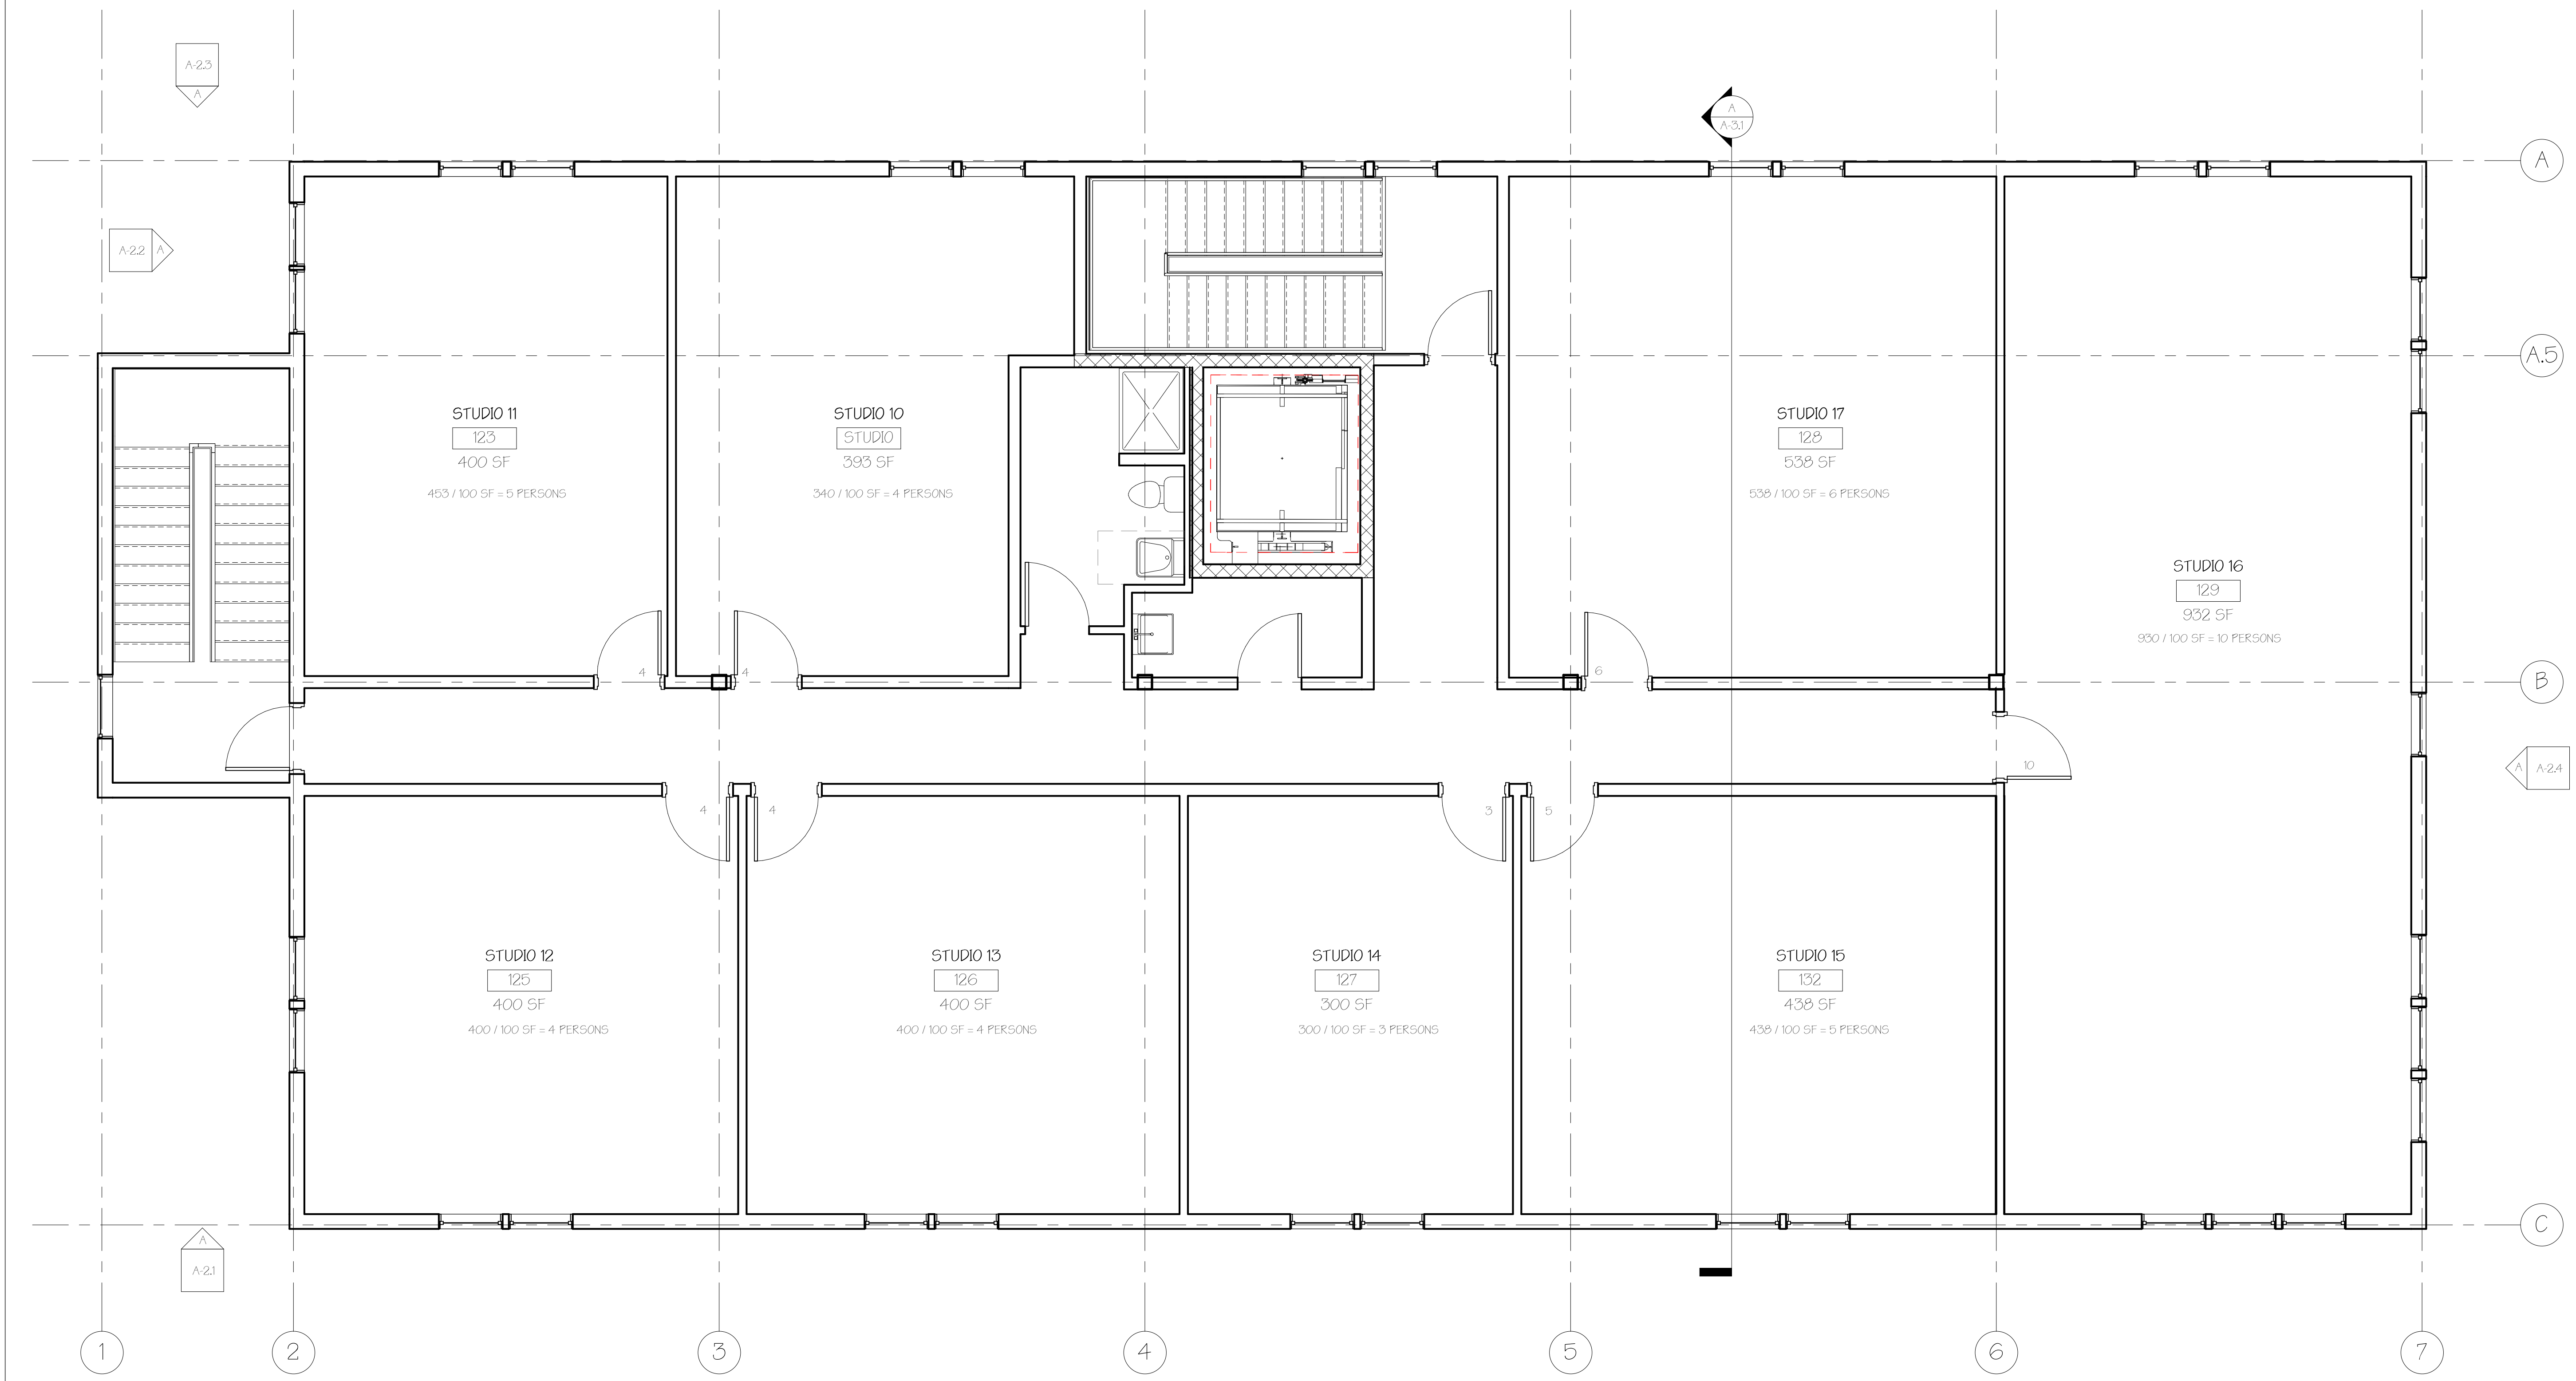 A-2.3
A
A
A-3.1
A
A-2.2
A
A.5
STUDIO 11
123
400 SF
453 / 100 SF = 5 PERSONS
STUDIO 10
STUDIO
393 SF
340 / 100 SF = 4 PERSONS
STUDIO 17
128
538 SF
538 / 100 SF = 6 PERSONS
STUDIO 16
129
932 SF
930 / 100 SF = 10 PERSONS
4
4
6
B
10
A
A-2.4
4
4
3
5
STUDIO 12
125
400 SF
400 / 100 SF = 4 PERSONS
STUDIO 13
126
400 SF
400 / 100 SF = 4 PERSONS
STUDIO 14
127
300 SF
300 / 100 SF = 3 PERSONS
STUDIO 15
132
438 SF
438 / 100 SF = 5 PERSONS
C
A
A-2.1
1
2
3
4
5
6
7